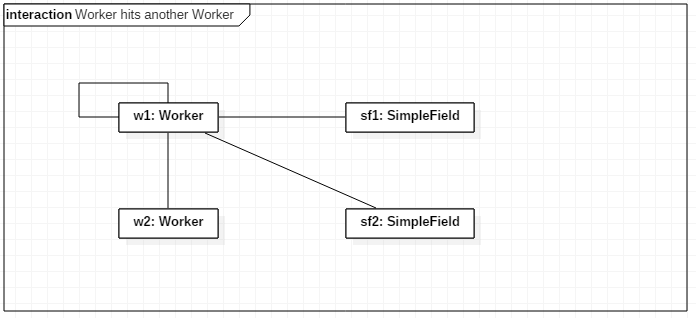 interaction Worker hits another Worker
w1: Worker
sf1: SimpleField
w2: Worker
sf2: SimpleField